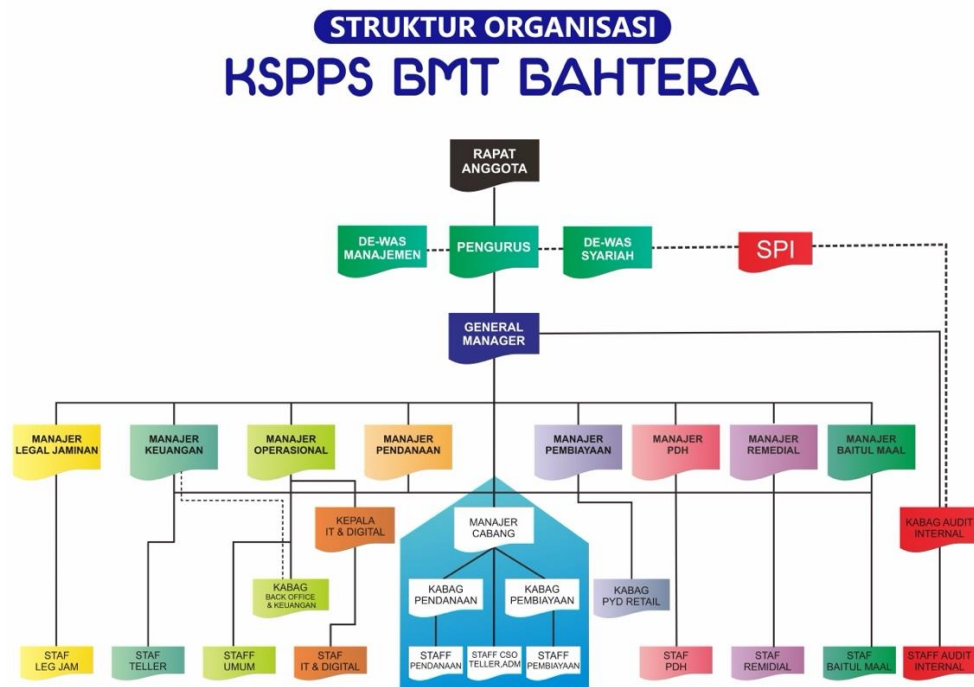 STRUKTUR ORGANISASI
KSPPS BMT BAHTERA
RAPAT
ANGGOTA
DE-WAS
MANAJEMEN
PENGURUS
DE-WAS
SYARIAH
SPI
GENERAL
MANAGER
MANAJER
LEGAL JAMINAN
MANAJER
KEUANGAN
MANAJER
OPERASIONAL
MANAJER
PENDANAAN
MANAJER
PEMBIAYAAN
MANAJER
PDH
MANAJER
REMEDIAL
MANAJER
BAITUL MAAL
KEPALA
IT & DIGITAL
MANAJER
CABANG
KABAG AUDIT
INTERNAL
KABAG
BACK OFFICE
& KEUANGAN
KABAG
PENDANAAN
KABAG
PEMBIAYAAN
KABAG
PYD RETAIL
STAF
LEG JAM
STAF
TELLER
STAFF
UMUM
STAF
IT & DIGITAL
STAFF
PENDANAAN
STAFF CSO
TELLER,ADM
STAFF
PEMBIAYAAN
STAF
PDH
STAF
REMIDIAL
STAF
BAITUL MAAL
STAFF AUDIT
INTERNAL